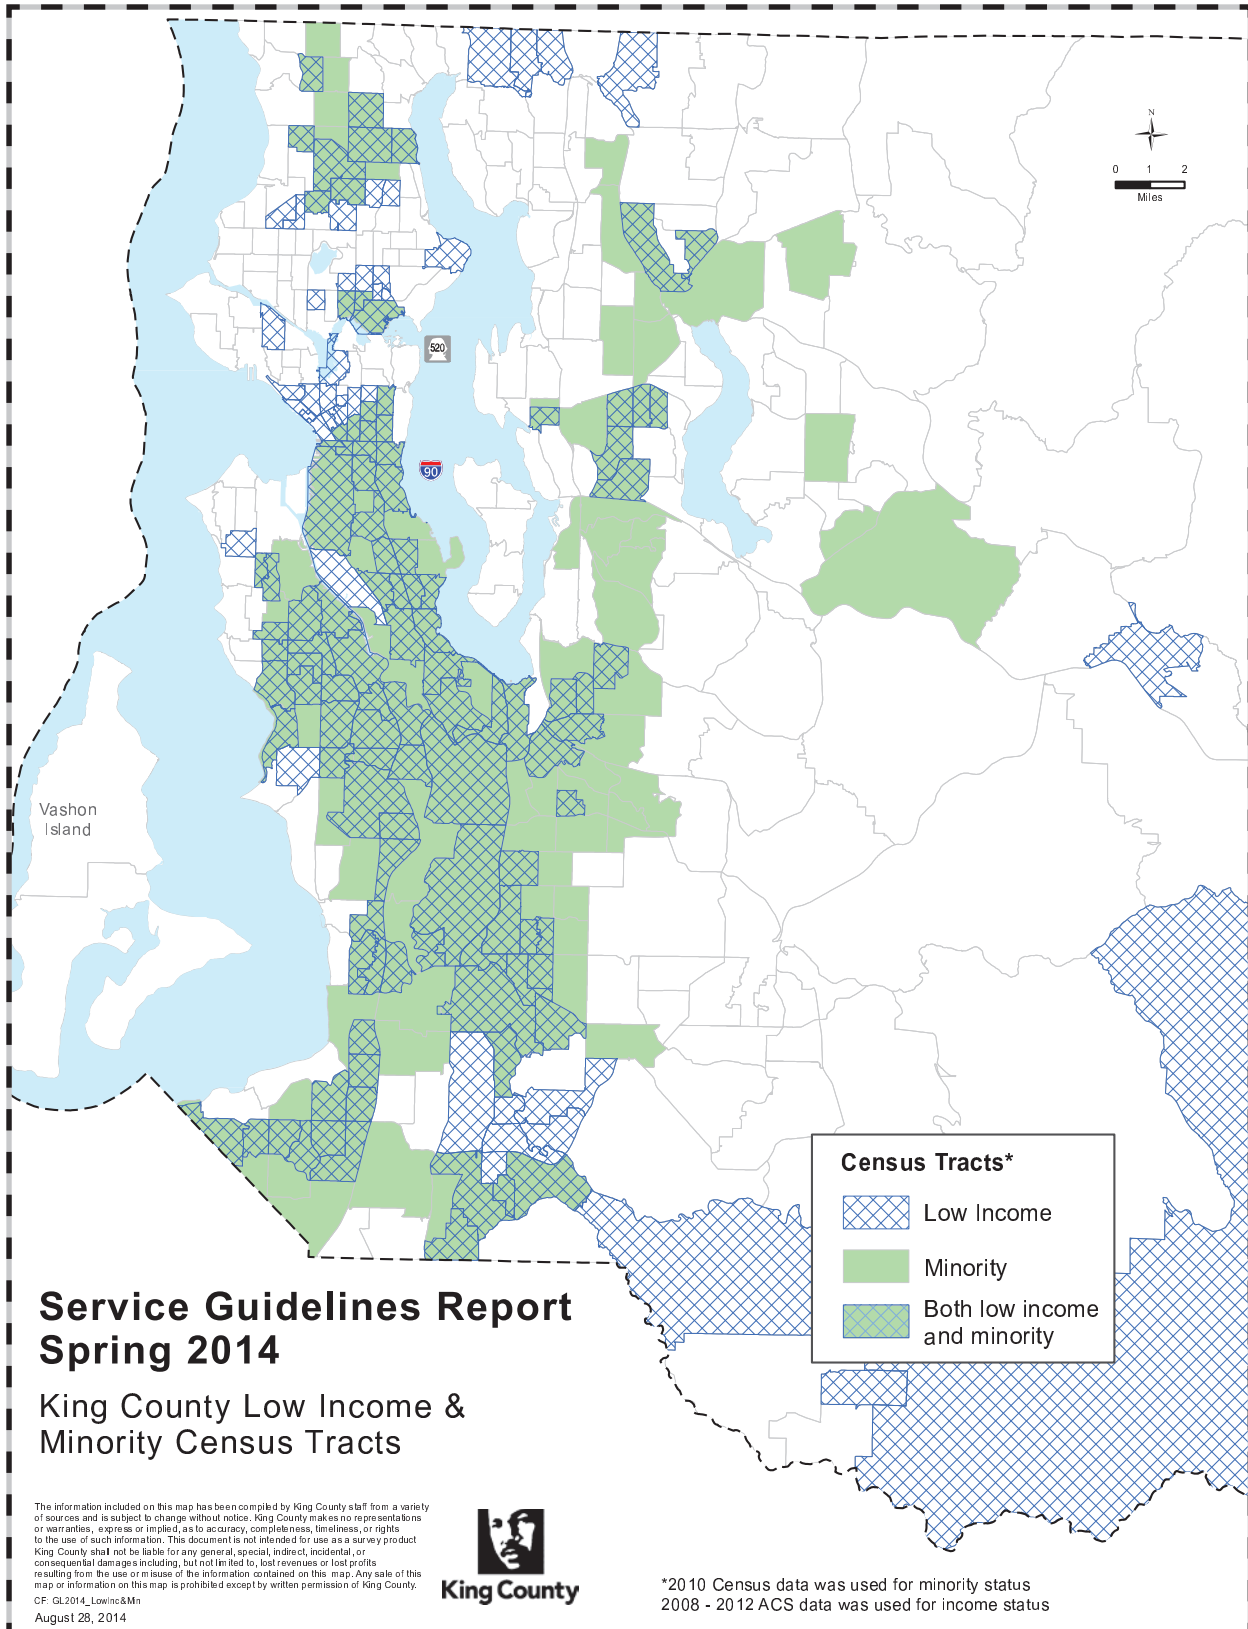 N
0 1 2
Miles
520
90
Vashon
Island
Census Tracts*
Low Income
Minority
Both low income
and minority
Service Guidelines Report
Spring 2014
King County Low Income &
Minority Census Tracts
The information included on this map has been compiled by King County staff from a variety
of sources and is subject to change without notice. King County makes no representations
or warranties, express or implied, as to accuracy, completeness, timeliness, or rights
to the use of such information. This document is not intended for use as a survey product
King County shall not be liable for any general, special, indirect, incidental, or
consequential damages including, but not limited to, lost revenues or lost profits
resulting from the use or misuse of the information contained on this map. Any sale of this
map or information on this map is prohibited except by written permission of King County.
CF: GL2014_LowInc&Min
August 28, 2014
King County
*2010 Census data was used for minority status
2008 - 2012 ACS data was used for income status